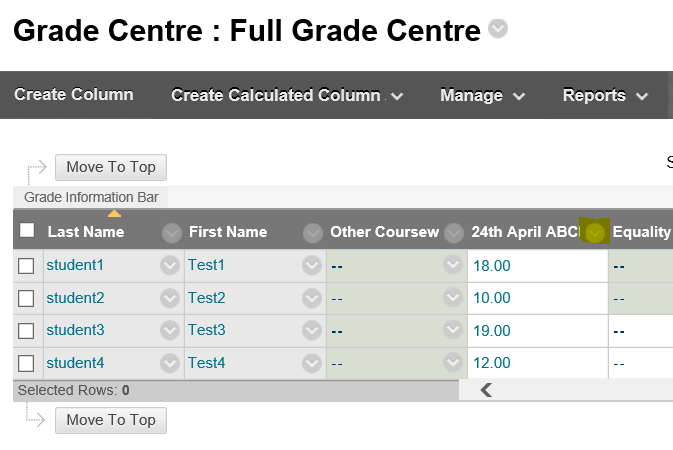 Grade Centre : Full Grade Centre
Create Column Create Calculated Column Manage Reports
Move To Top
S
Grade Information Bar
Last Name First Name Other Coursew 24th April ABC Equality
student1 Test1 -- 18.00 --
student2 Test2 -- 10.00 --
student3 Test3 -- 19.00 --
student4 Test4 -- 12.00 --
Selected Rows: 0
Move To Top